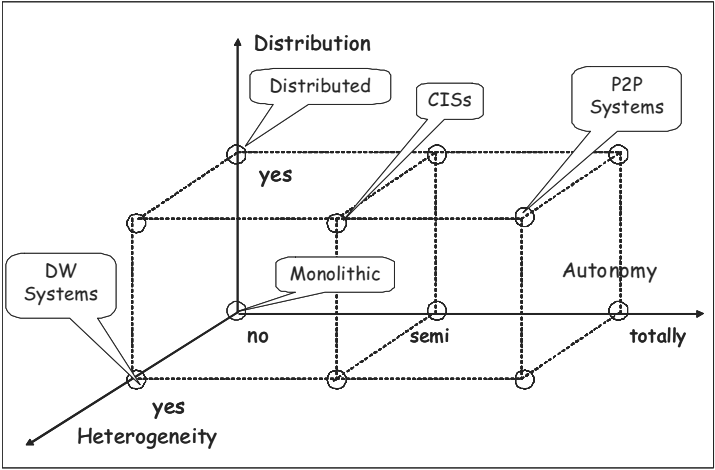 Distribution
Distributed
CISs
P2P
Systems
yes
DW
Systems
Monolithic
Autonomy
no
semi
totally
yes
Heterogeneity